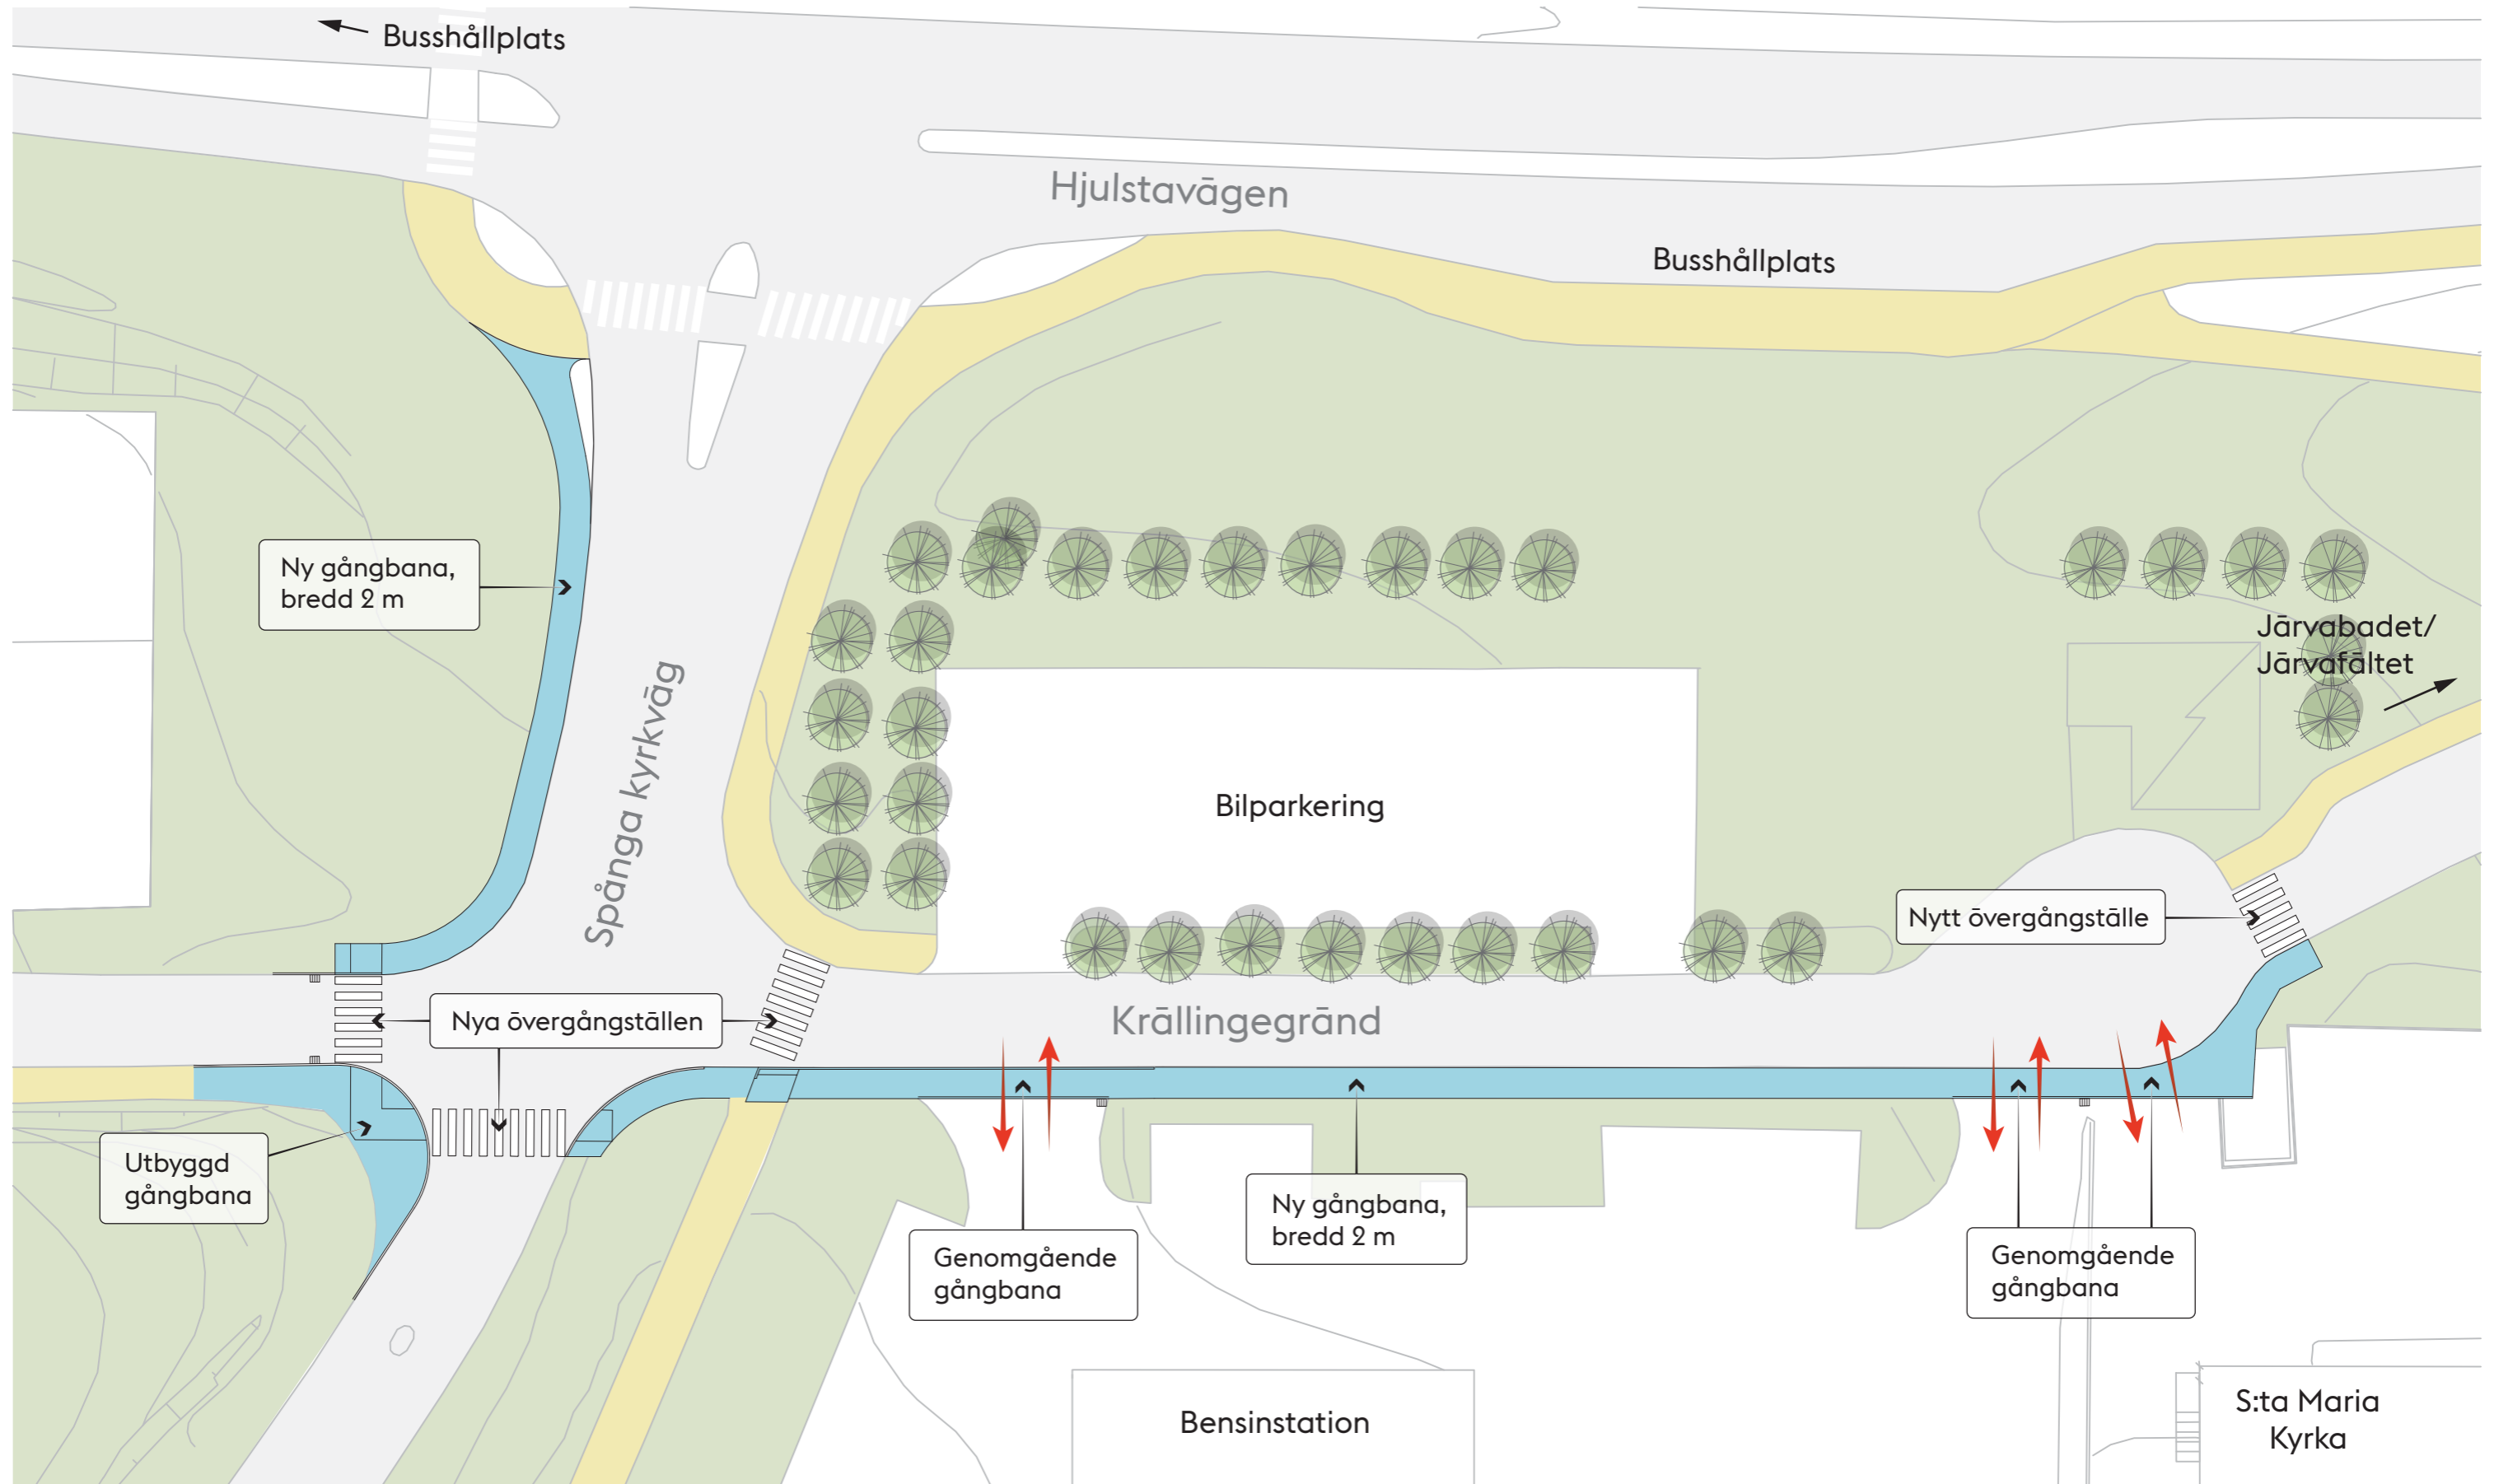 Busshållplats
Hjulstavägen
Busshållplats
Ny gångbana,
bredd 2 m
Spånga kyrkväg
Järvabadet/
Järvafältet
Bilparkering
Nytt övergångställe
Nya övergångställen
Krällingegränd
Utbyggd
gångbana
Ny gångbana,
bredd 2 m
Genomgående
gångbana
Genomgående
gångbana
Bensinstation
S:ta Maria
Kyrka